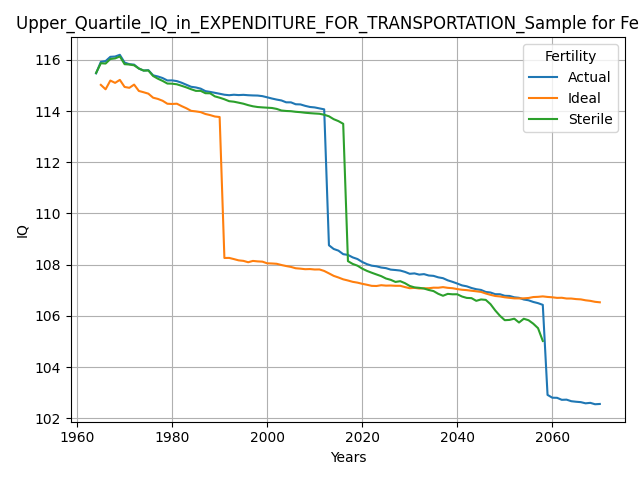 Upper_Quartile_IQ_in_EXPENDITURE_FOR_TRANSPORTATION_Sample for Fe
Fertility
Actual
Ideal
Sterile
116
114
112
110
108
106
104
102
IQ
1960 1980 2000 2020 2040 2060
Years